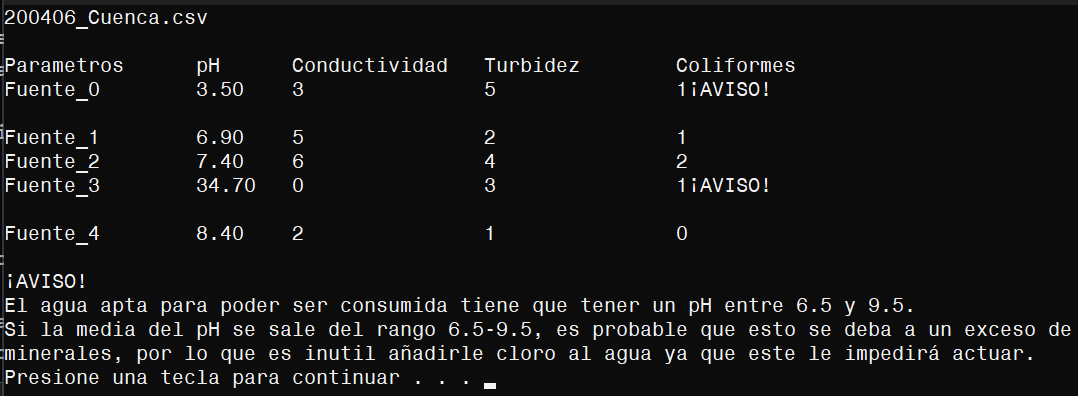 200406_Cuenca.csv
Parametros pH Conductividad Turbidez Coliformes
Fuente_0 3.50 3 5 1¡AVISO!
Fuente_1 6.90 5 2 1
Fuente_2 7.40 6 4 2
Fuente_3 34.70 0 3 1¡AVISO!
Fuente_4 8.40 2 1 0
¡AVISO!
El agua apta para poder ser consumida tiene que tener un pH entre 6.5 y 9.5.
Si la media del pH se sale del rango 6.5-9.5, es probable que esto se deba a un exceso de
minerales, por lo que es inutil añadirle cloro al agua ya que este le impedirá actuar.
Presione una tecla para continuar . . .